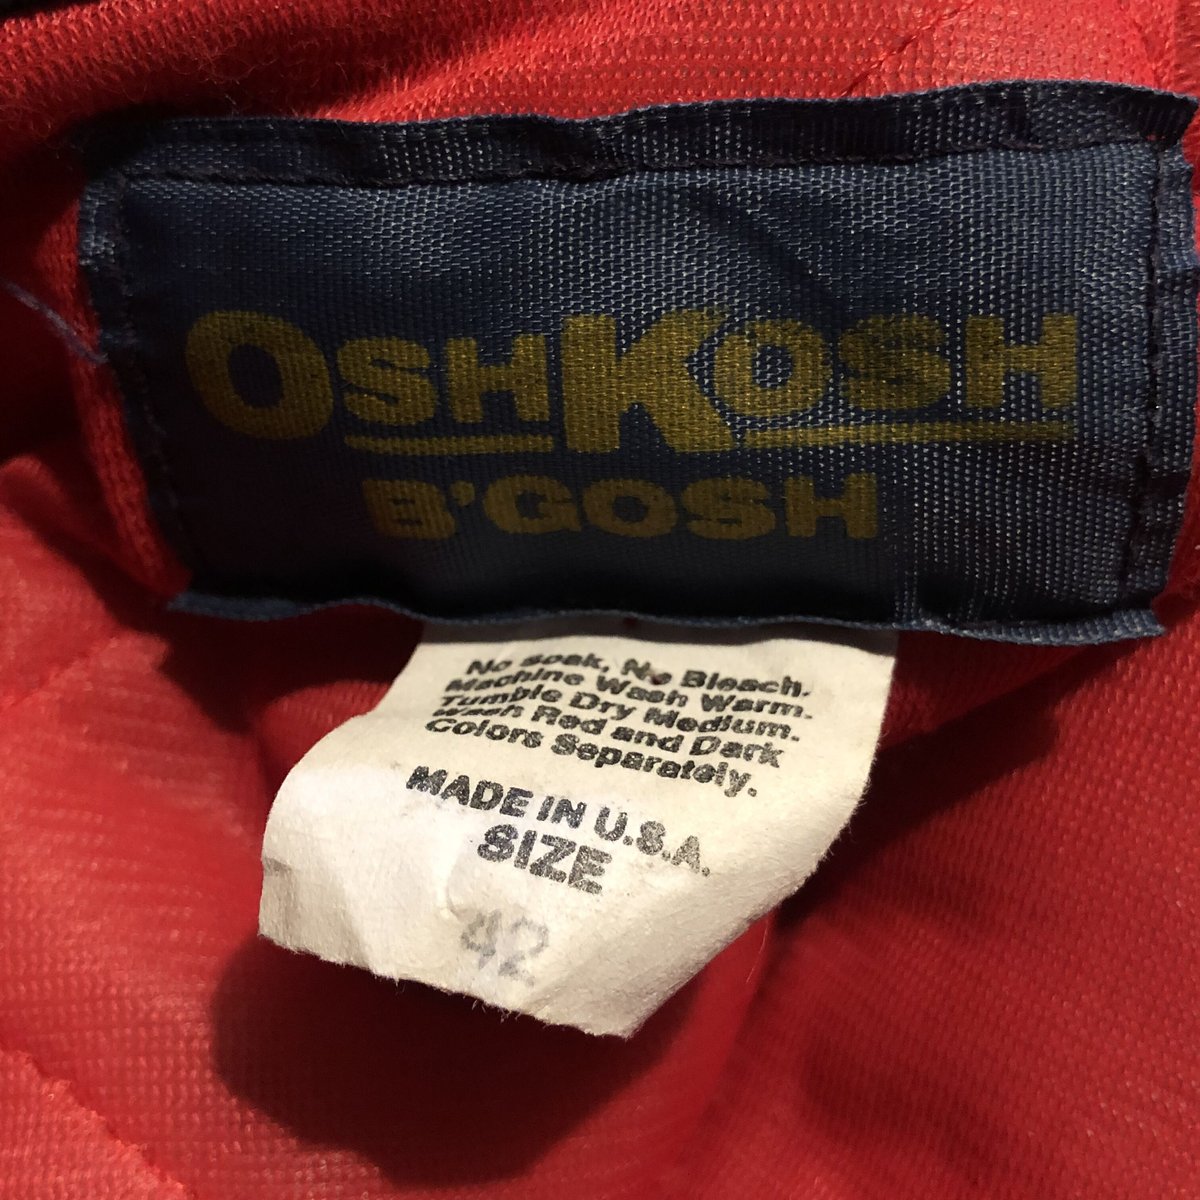 OSHKOSH
B'GOSH
No Soak, No Bleach.
Machine Wash Warm.
Tumble Dry Medium.
Wash Red and Dark
Colors Separately.
MADE IN U.S.A.
SIZE
42